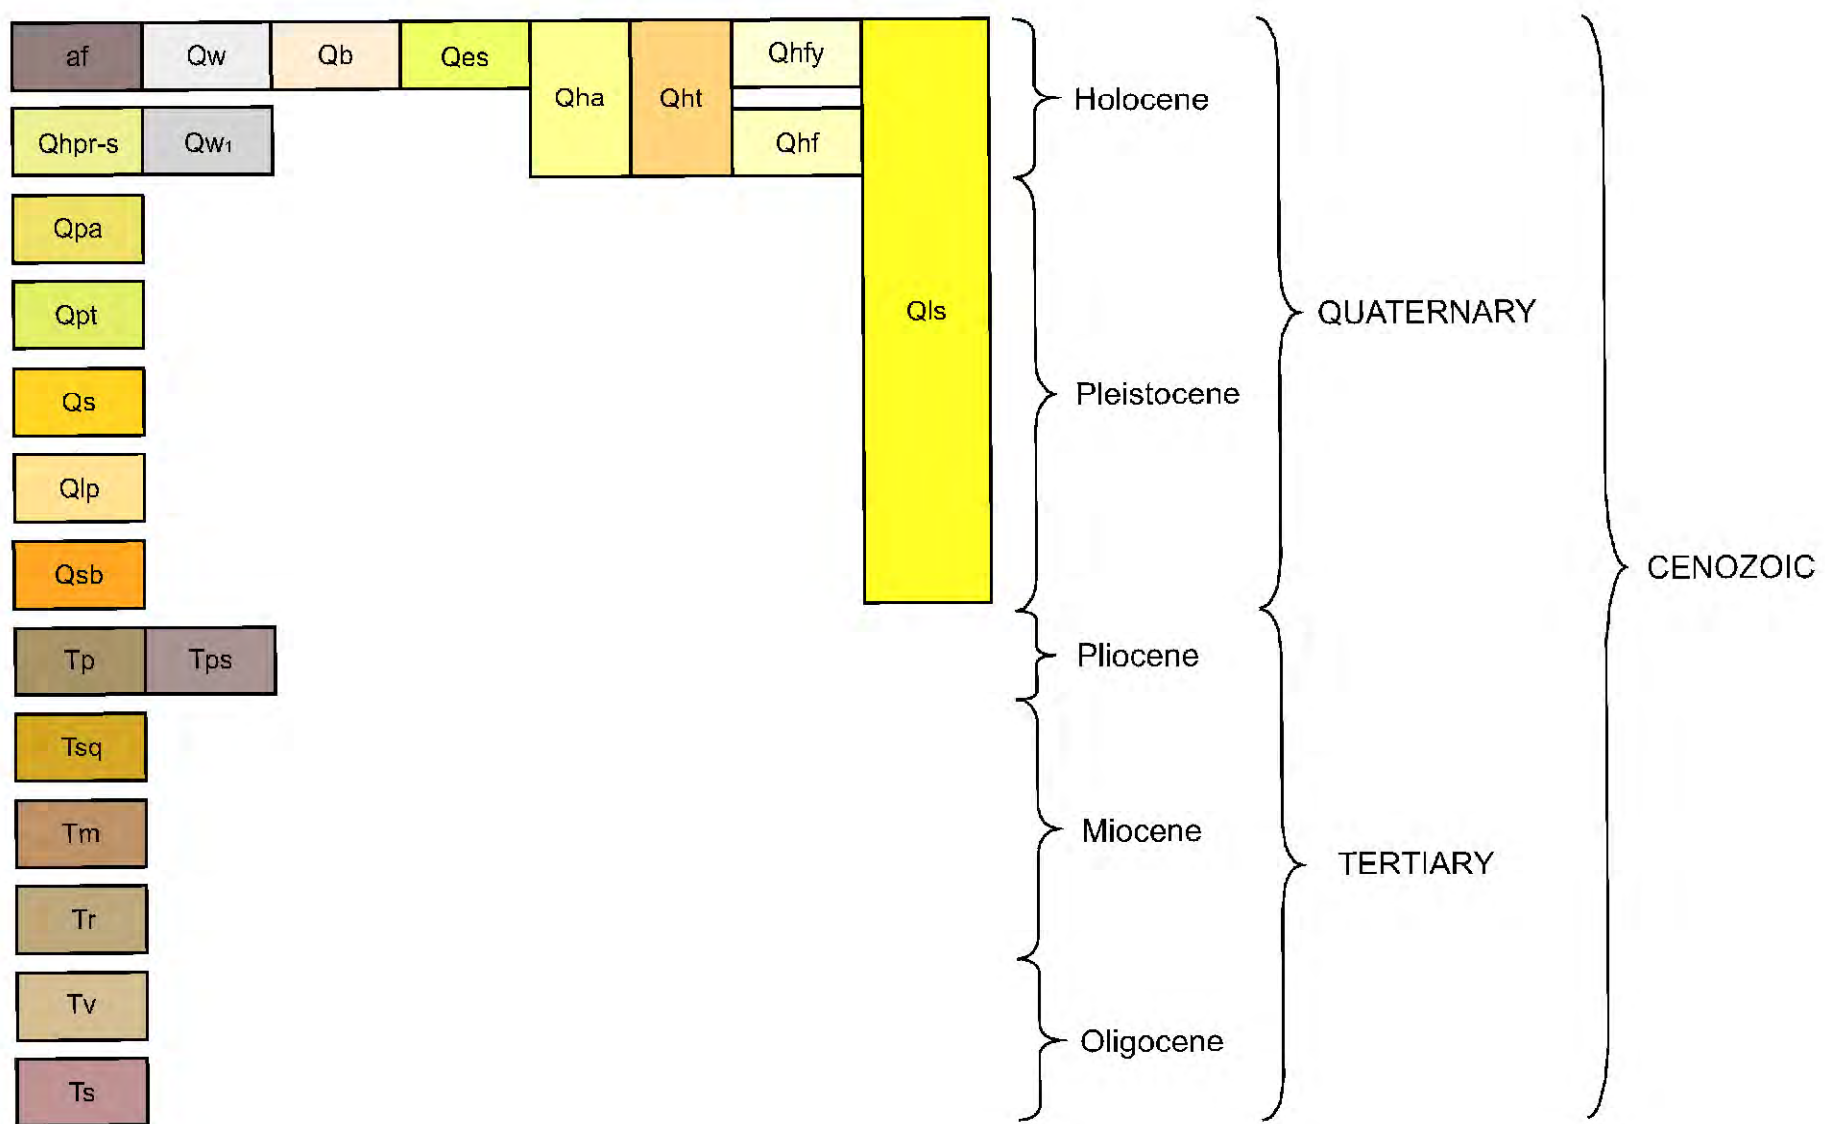 af
Qw
Qb
Qes
Qha
Qht
Qhfy
Qls
Qhpr-s
Qw₁
Qhf
Qpa
Qpt
Qs
Qlp
Qsb
Tp
Tps
Tsq
Tm
Tr
Tv
Ts
Holocene
Pleistocene
Pliocene
Miocene
Oligocene
QUATERNARY
TERTIARY
CENOZOIC